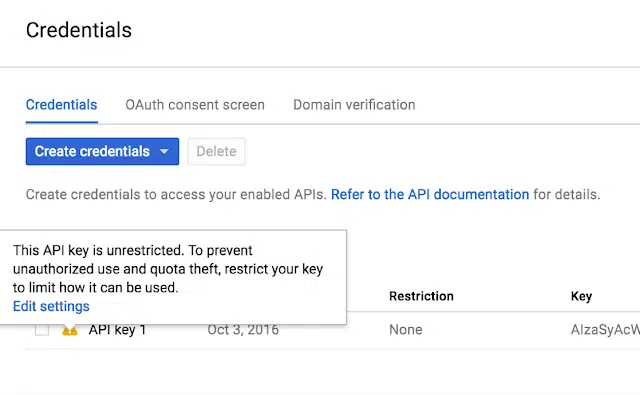 Credentials
Credentials OAuth consent screen Domain verification
Create credentials Delete
Create credentials to access your enabled APIs. Refer to the API documentation for details.
This API key is unrestricted. To prevent
unauthorized use and quota theft, restrict your key
to limit how it can be used.
Edit settings
Restriction Key
API key 1 Oct 3, 2016 None AIzaSyAcW